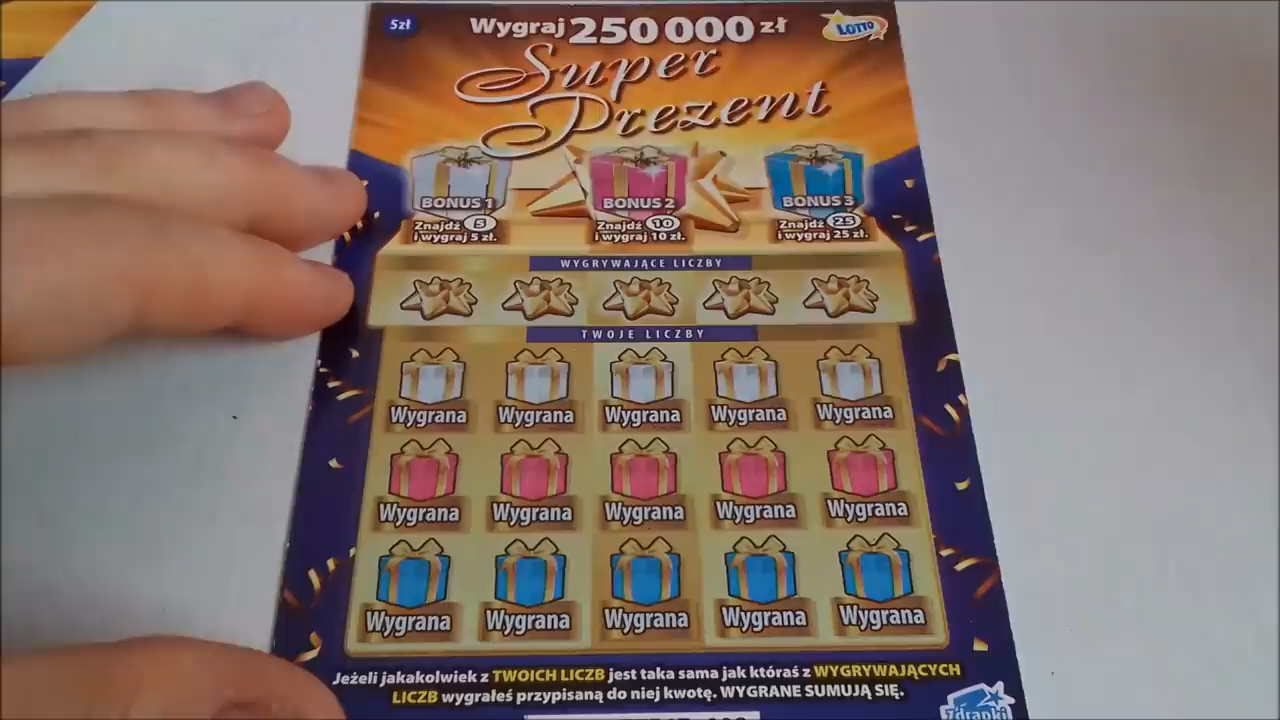 5zł
Wygraj 250 000 zł
LOTTO
Super
Prezent
BONUS 1
Znajdź 5
i wygraj 5 zł.
BONUS 2
Znajdź 10
i wygraj 10 zł.
BONUS 3
Znajdź 25
i wygraj 25 zł.
WYGRYWAJĄCE LICZBY
TWOJE LICZBY
Wygrana Wygrana Wygrana Wygrana Wygrana
Wygrana Wygrana Wygrana Wygrana Wygrana
Wygrana Wygrana Wygrana Wygrana Wygrana
Jeżeli jakakolwiek z TWOICH LICZB jest taka sama jak któraś z WYGRYWAJĄCYCH
LICZB wygrałeś przypisaną do niej kwotę. WYGRANE SUMUJĄ SIĘ.
Zdrapki